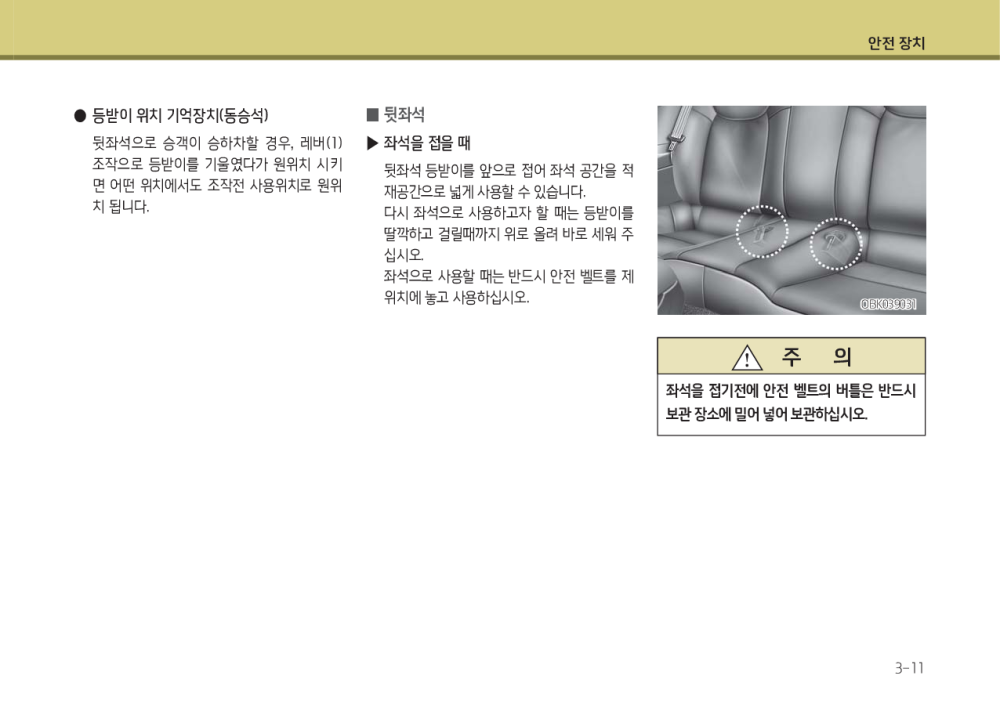 안전 장치
● 등받이 위치 기억장치(동승석)
뒷좌석으로 승객이 승하차할 경우, 레버(1)
조작으로 등받이를 기울였다가 원위치 시키
면 어떤 위치에서도 조작전 사용위치로 원위
치 됩니다.
■ 뒷좌석
▶ 좌석을 접을 때
뒷좌석 등받이를 앞으로 접어 좌석 공간을 적
재공간으로 넓게 사용할 수 있습니다.
다시 좌석으로 사용하고자 할 때는 등받이를
딸깍하고 걸릴때까지 위로 올려 바로 세워 주
십시오.
좌석으로 사용할 때는 반드시 안전 벨트를 제
위치에 놓고 사용하십시오.
OBK039031
주 의
좌석을 접기전에 안전 벨트의 버틀은 반드시
보관 장소에 밀어 넣어 보관하십시오.
3-11